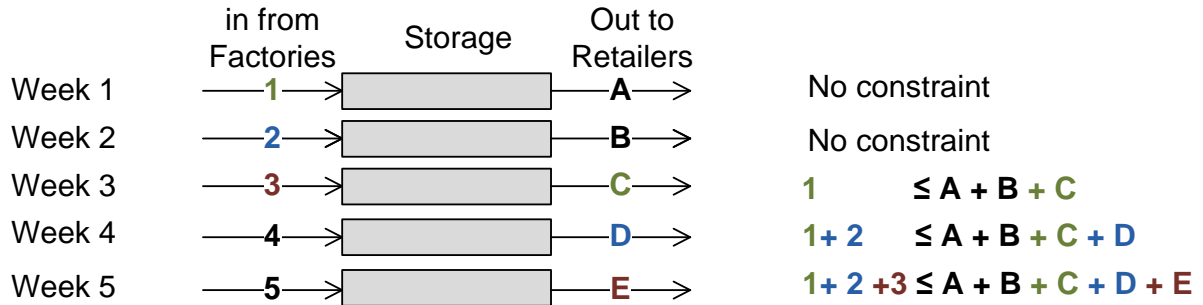 in from Factories Storage Out to Retailers
Week 1 1 A No constraint
Week 2 2 B No constraint
Week 3 3 C 1 ≤ A + B + C
Week 4 4 D 1+ 2 ≤ A + B + C + D
Week 5 5 E 1+ 2 +3 ≤ A + B + C + D + E